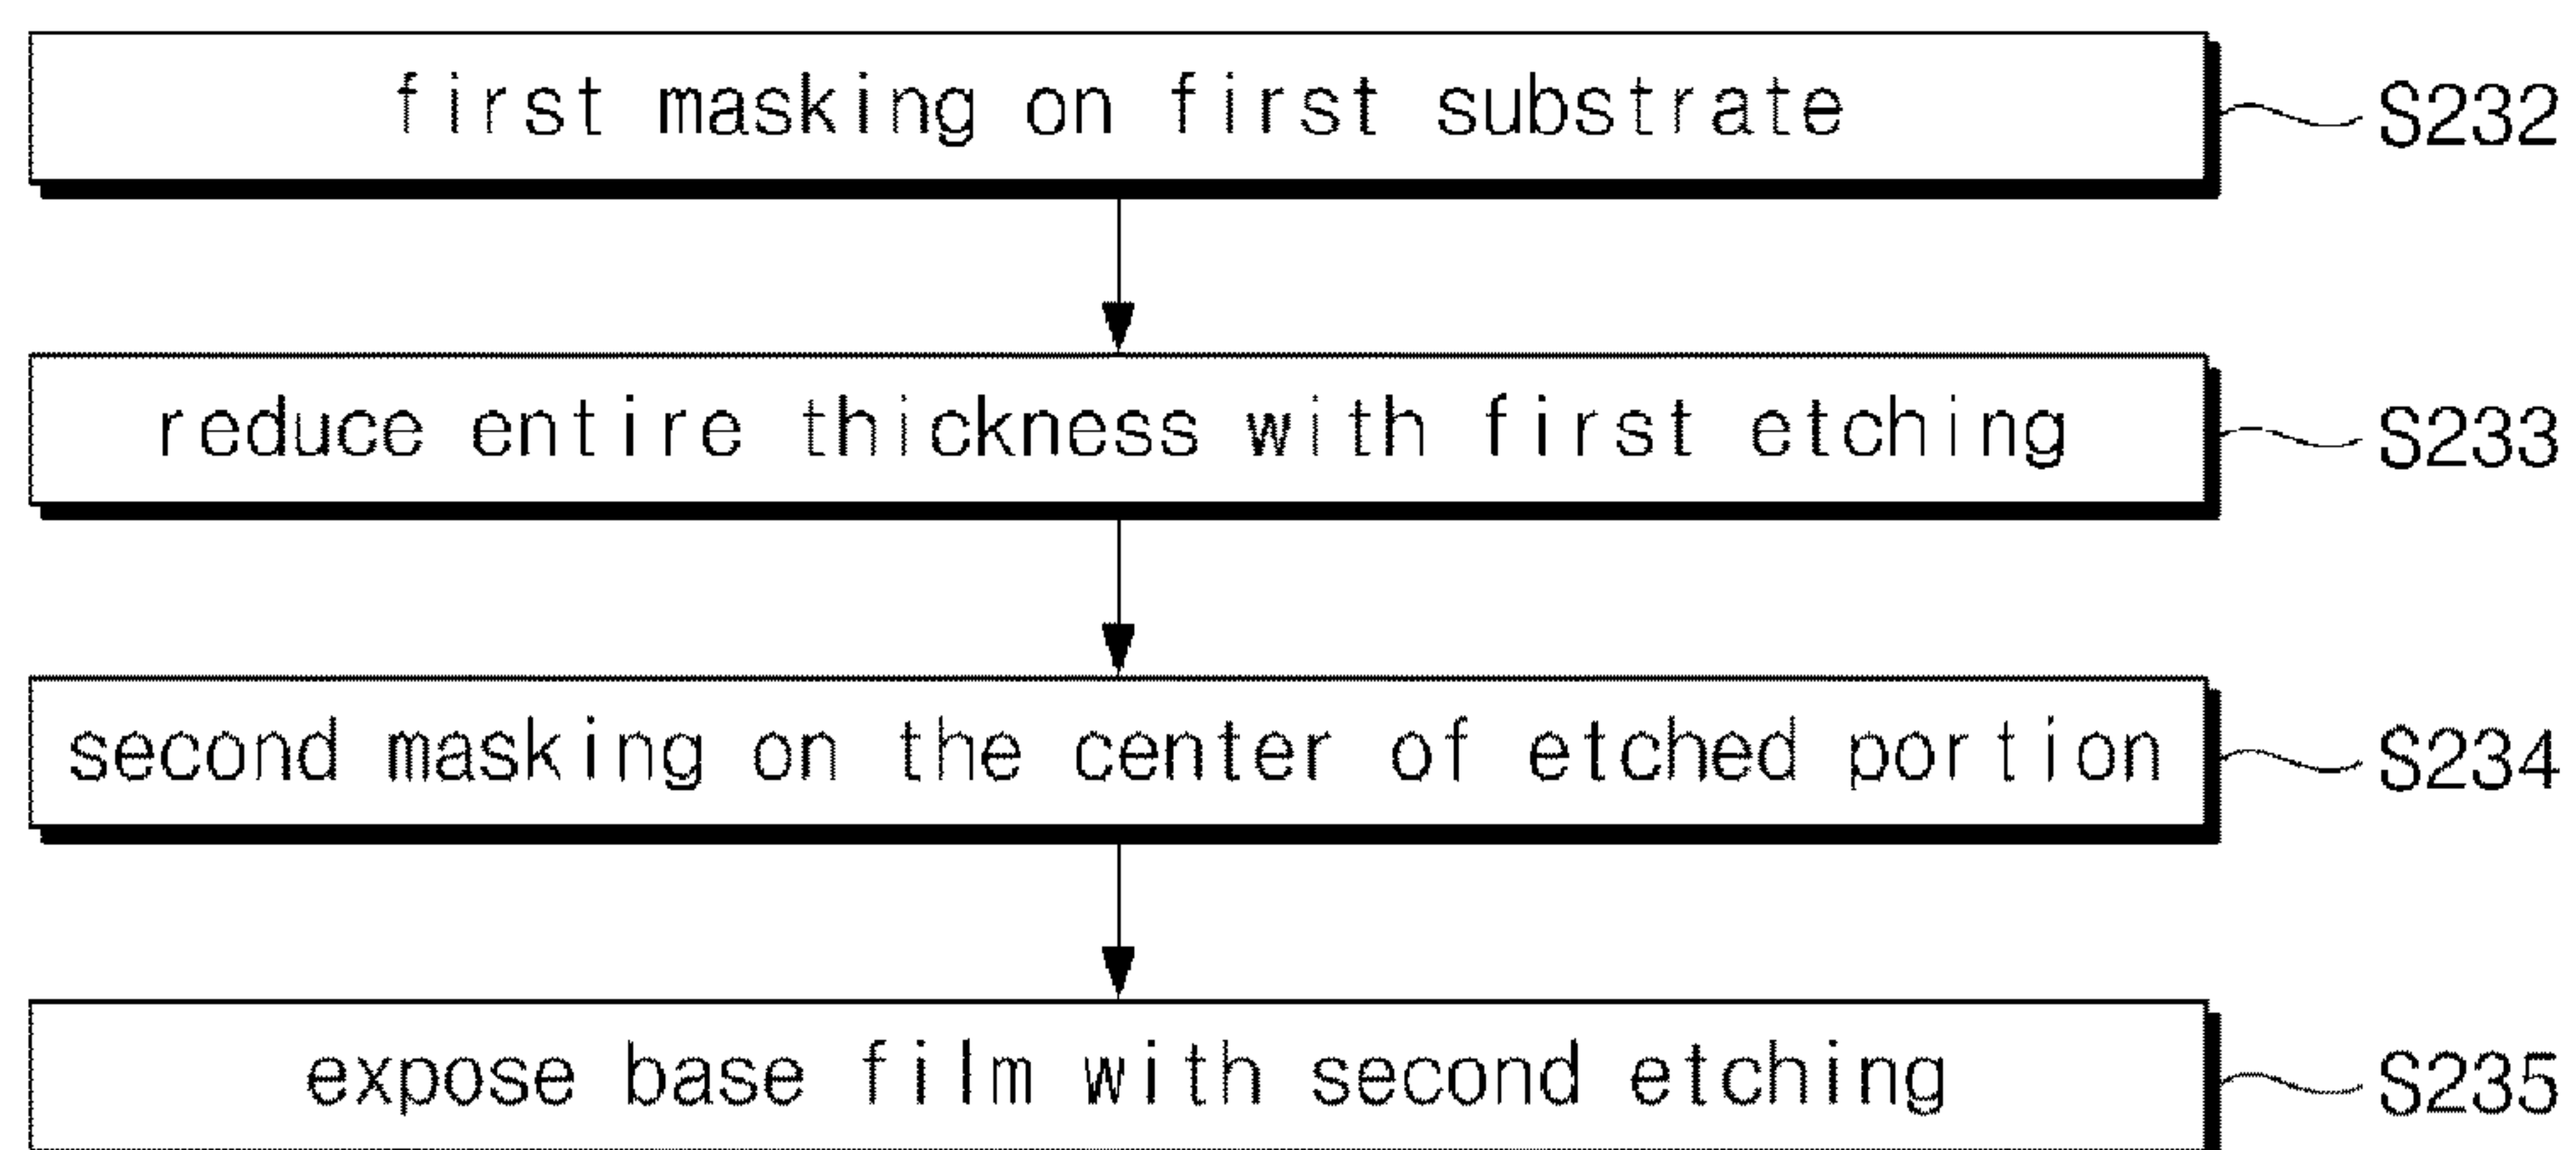 first masking on first substrate S232
reduce entire thickness with first etching S233
second masking on the center of etched portion S234
expose base film with second etching S235